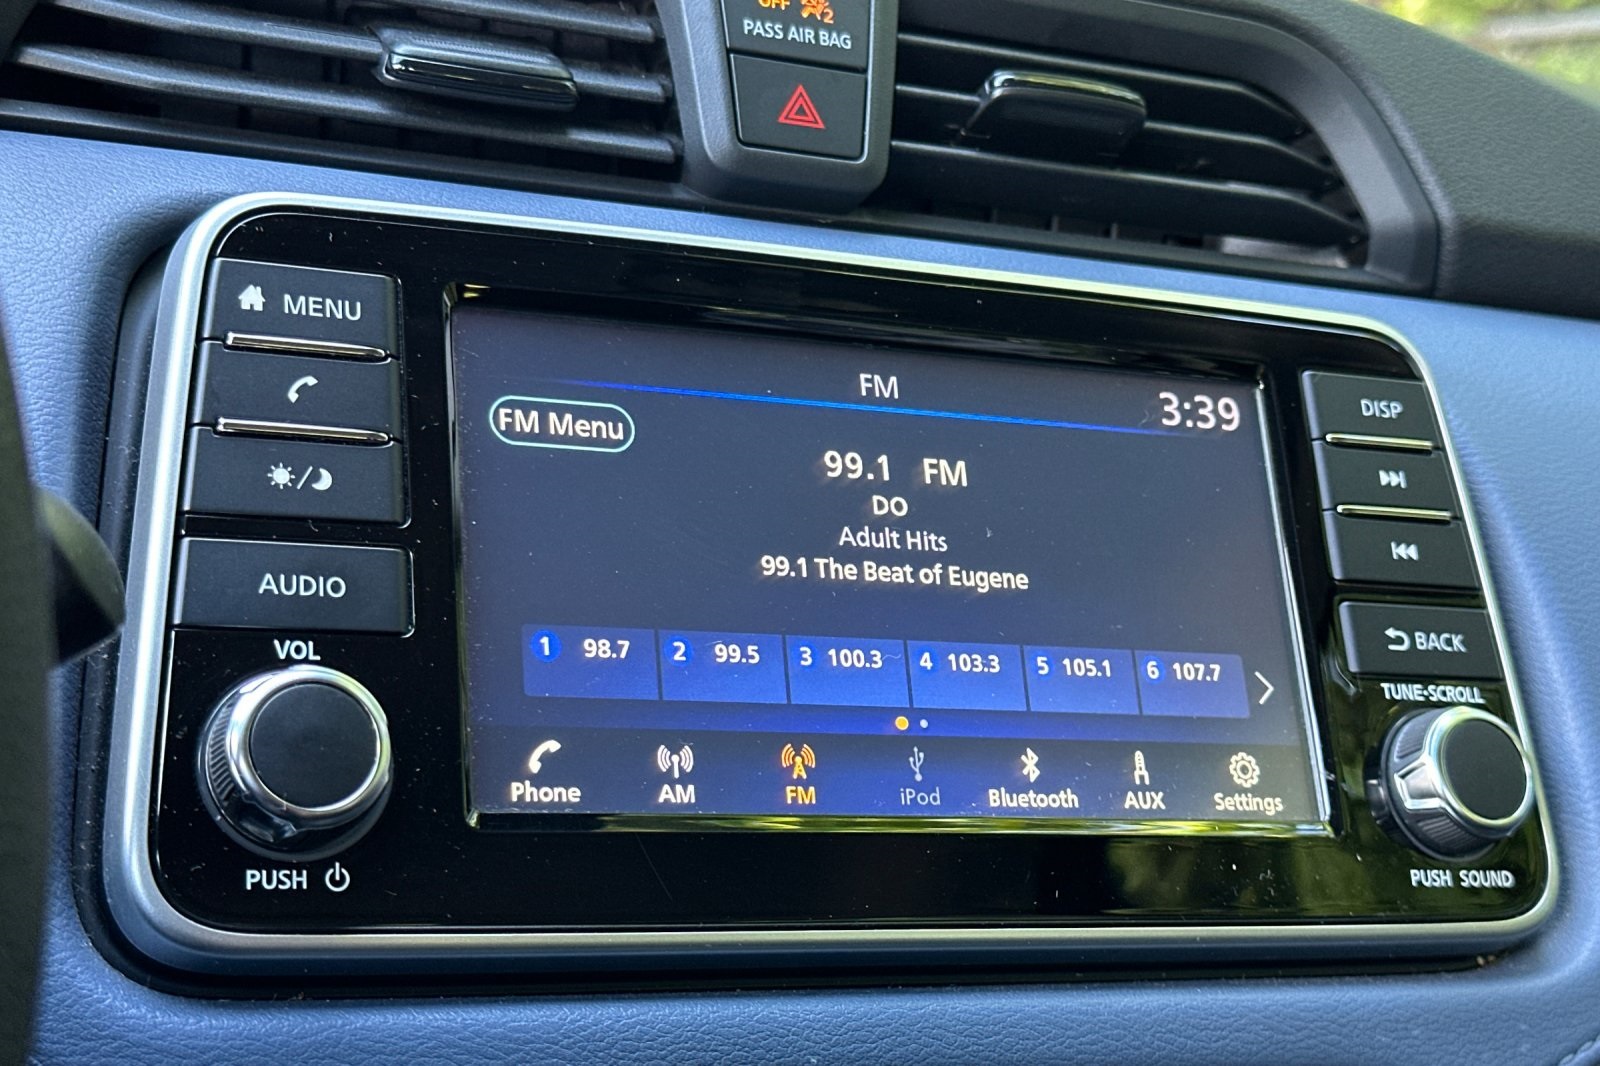 OFF 2
PASS AIR BAG
MENU
AUDIO
VOL
PUSH
FM
3:39
FM Menu
99.1 FM
DO
Adult Hits
99.1 The Beat of Eugene
1 98.7
2 99.5
3 100.3
4 103.3
5 105.1
6 107.7
Phone
AM
FM
iPod
Bluetooth
AUX
Settings
DISP
BACK
TUNE·SCROLL
PUSH SOUND